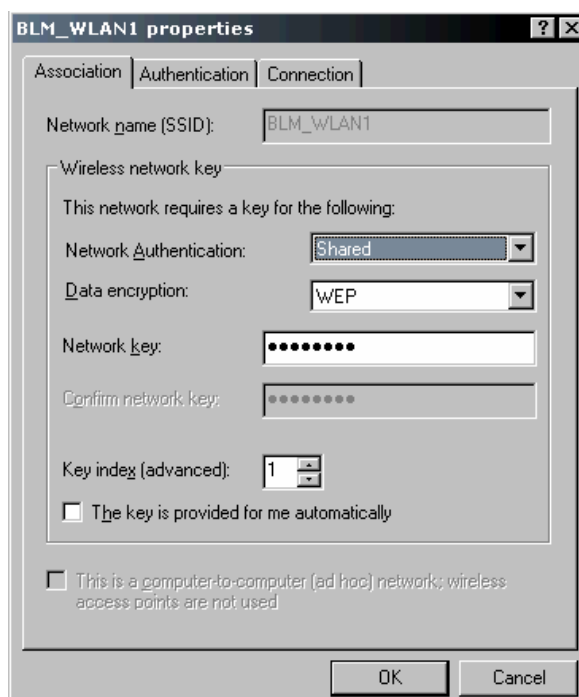 BLM_WLAN1 properties
Association Authentication Connection
Network name (SSID): BLM_WLAN1
Wireless network key
This network requires a key for the following:
Network Authentication: Shared
Data encryption: WEP
Network key: ●●●●●●●●
Confirm network key: ●●●●●●●●
Key index (advanced): 1
The key is provided for me automatically
This is a computer-to-computer (ad hoc) network; wireless
access points are not used
OK Cancel